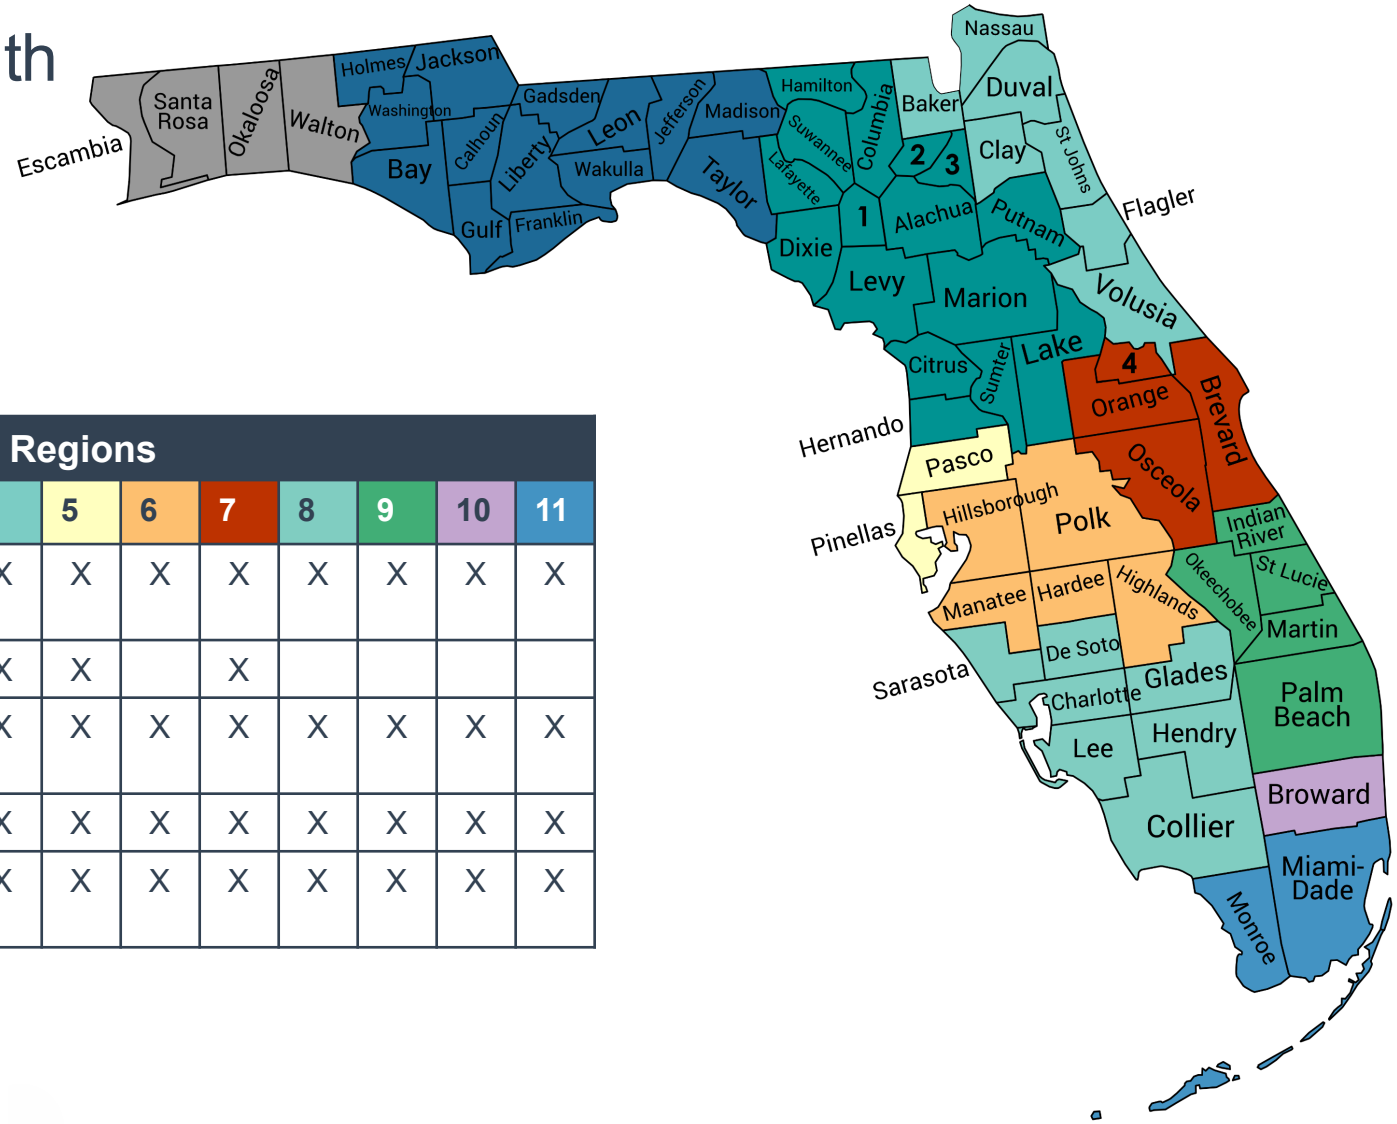 th
Nassau
Holmes
Jackson
Hamilton
Duval
Columbia
Baker
Santa
Rosa
Okaloosa
Walton
Washington
Gadsden
Leon
Jefferson
Madison
Suwannee
Escambia
Bay
Calhoun
Liberty
Wakulla
Taylor
Lafayette
2
3
Clay
St Johns
Gulf
Franklin
Dixie
1
Alachua
Putnam
Flagler
Levy
Marion
Volusia
Citrus
Sumter
Lake
4
Orange
Brevard
Hernando
Pasco
Osceola
Pinellas
Hillsborough
Polk
Indian
River
Manatee
Hardee
Highlands
Okeechobee
St Lucie
Martin
De Soto
Sarasota
Charlotte
Glades
Palm
Beach
Lee
Hendry
Broward
Collier
Miami-
Dade
Monroe
Regions
5 6 7 8 9 10 11
X X X X X X X X
X X X
X X X X X X X X
X X X X X X X X
X X X X X X X X